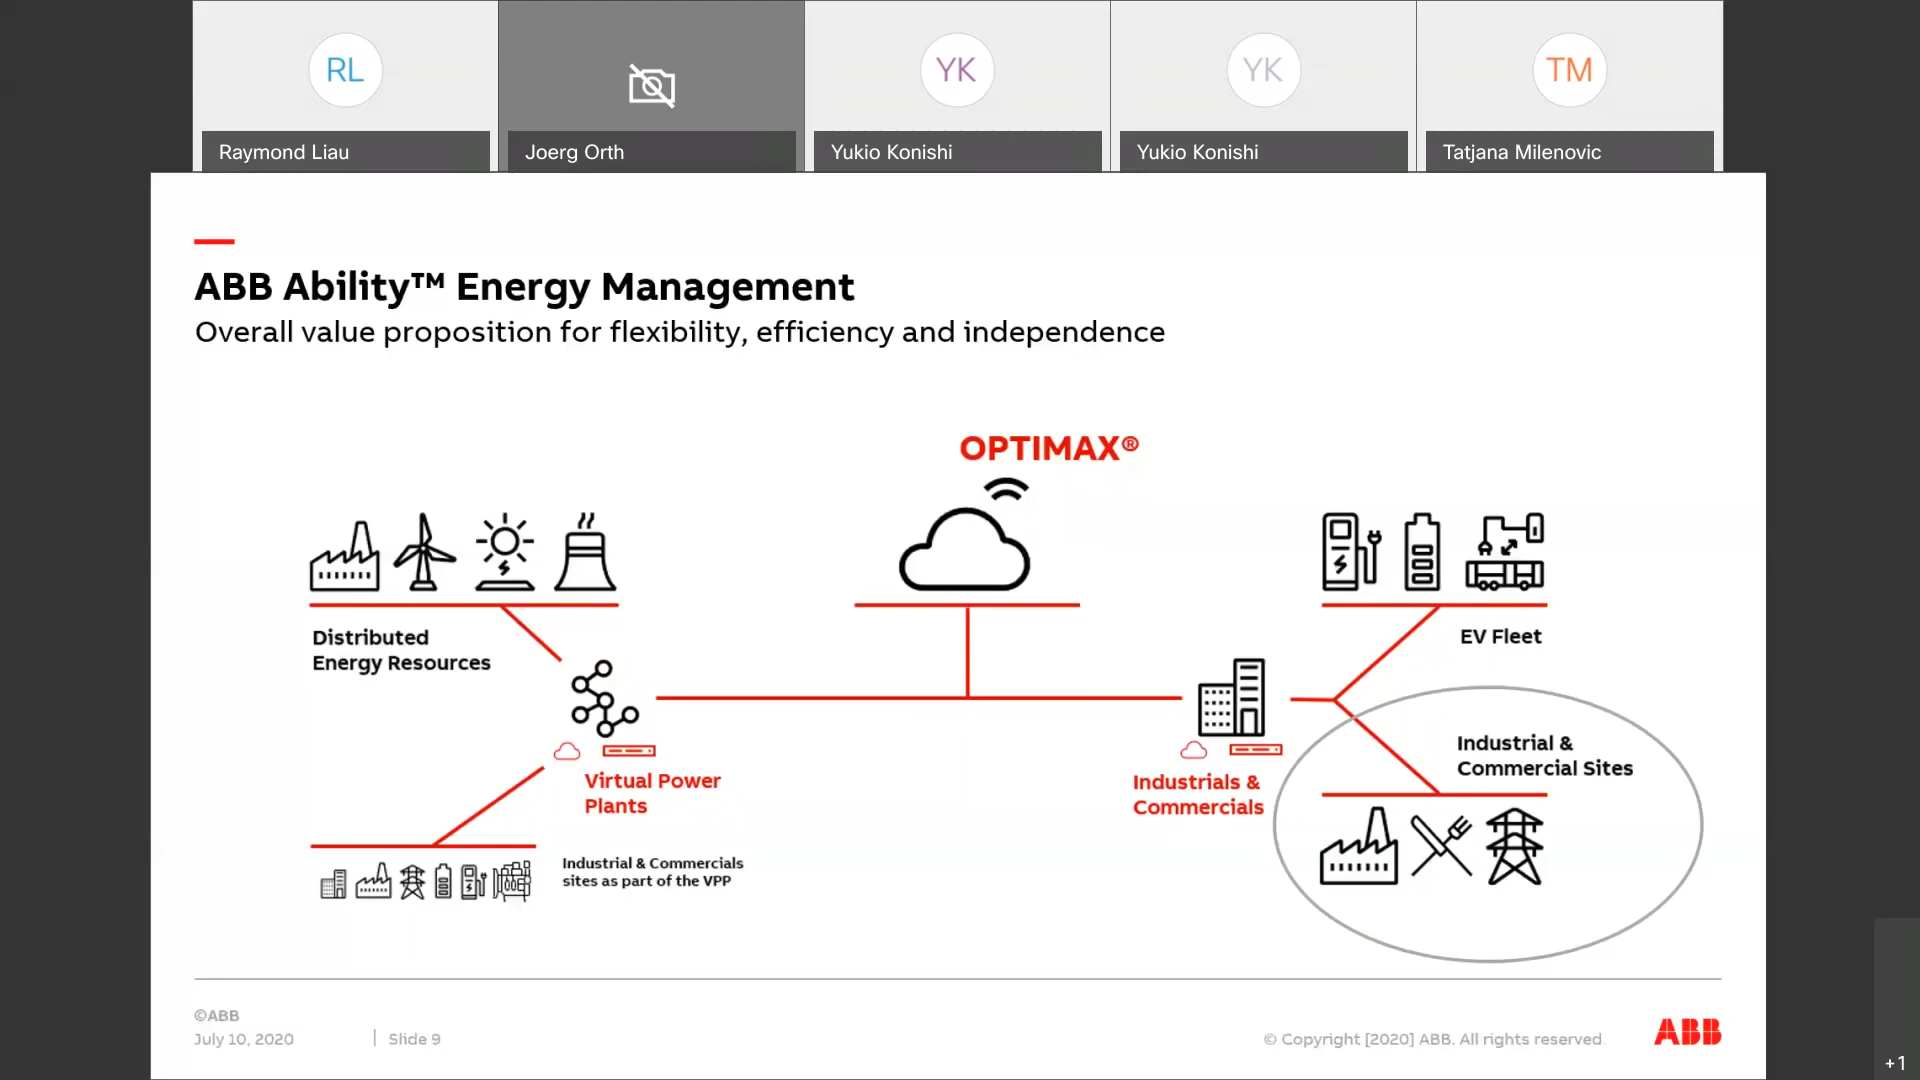 RL
YK
YK
TM
Raymond Liau
Joerg Orth
Yukio Konishi
Yukio Konishi
Tatjana Milenovic
ABB Ability™ Energy Management
Overall value proposition for flexibility, efficiency and independence
OPTIMAX®
Distributed
Energy Resources
EV Fleet
Virtual Power
Plants
Industrials &
Commercials
Industrial &
Commercial Sites
Industrial & Commercials
sites as part of the VPP
©ABB
July 10, 2020
Slide 9
© Copyright [2020] ABB. All rights reserved.
ABB
+1